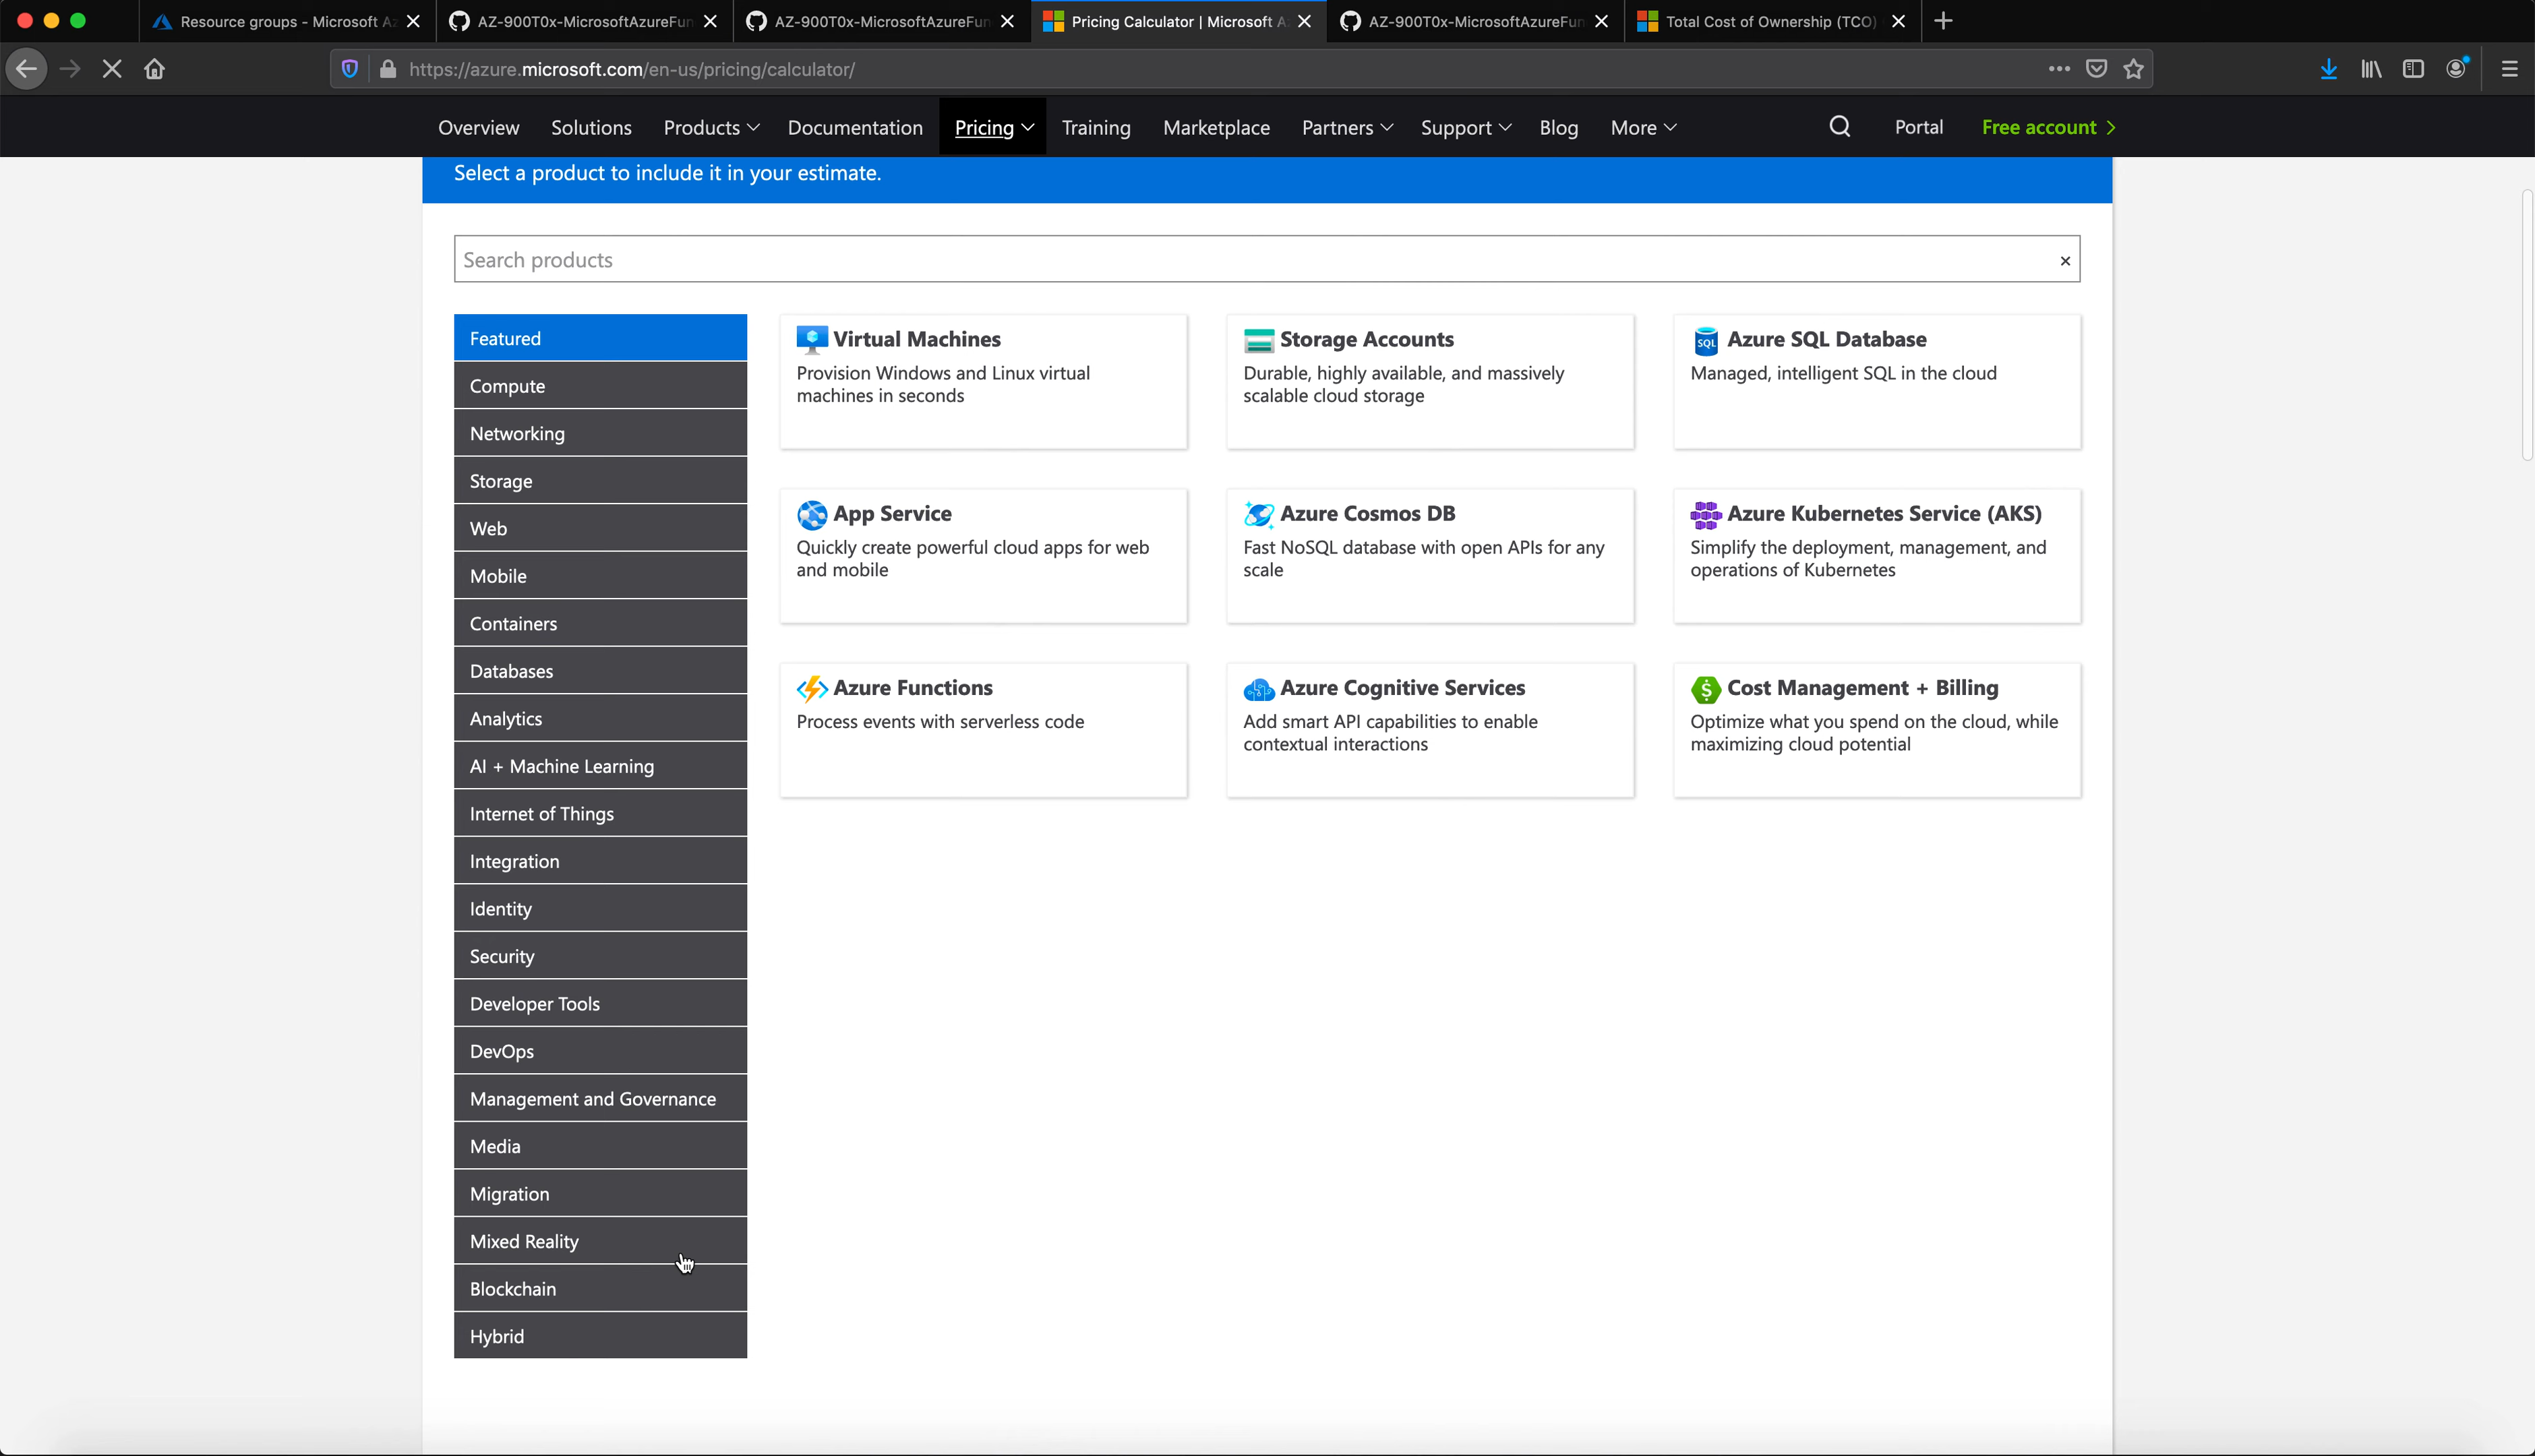 Resource groups - Microsoft Az
AZ-900T0x-MicrosoftAzureFun
AZ-900T0x-MicrosoftAzureFun
Pricing Calculator | Microsoft A
AZ-900T0x-MicrosoftAzureFun
Total Cost of Ownership (TCO)
https://azure.microsoft.com/en-us/pricing/calculator/
Overview Solutions Products Documentation Pricing Training Marketplace Partners Support Blog More Portal Free account
Select a product to include it in your estimate.
Search products
Featured
Compute
Networking
Storage
Web
Mobile
Containers
Databases
Analytics
AI + Machine Learning
Internet of Things
Integration
Identity
Security
Developer Tools
DevOps
Management and Governance
Media
Migration
Mixed Reality
Blockchain
Hybrid
Virtual Machines
Provision Windows and Linux virtual
machines in seconds
Storage Accounts
Durable, highly available, and massively
scalable cloud storage
SQL
Azure SQL Database
Managed, intelligent SQL in the cloud
App Service
Quickly create powerful cloud apps for web
and mobile
Azure Cosmos DB
Fast NoSQL database with open APIs for any
scale
Azure Kubernetes Service (AKS)
Simplify the deployment, management, and
operations of Kubernetes
Azure Functions
Process events with serverless code
Azure Cognitive Services
Add smart API capabilities to enable
contextual interactions
$
Cost Management + Billing
Optimize what you spend on the cloud, while
maximizing cloud potential